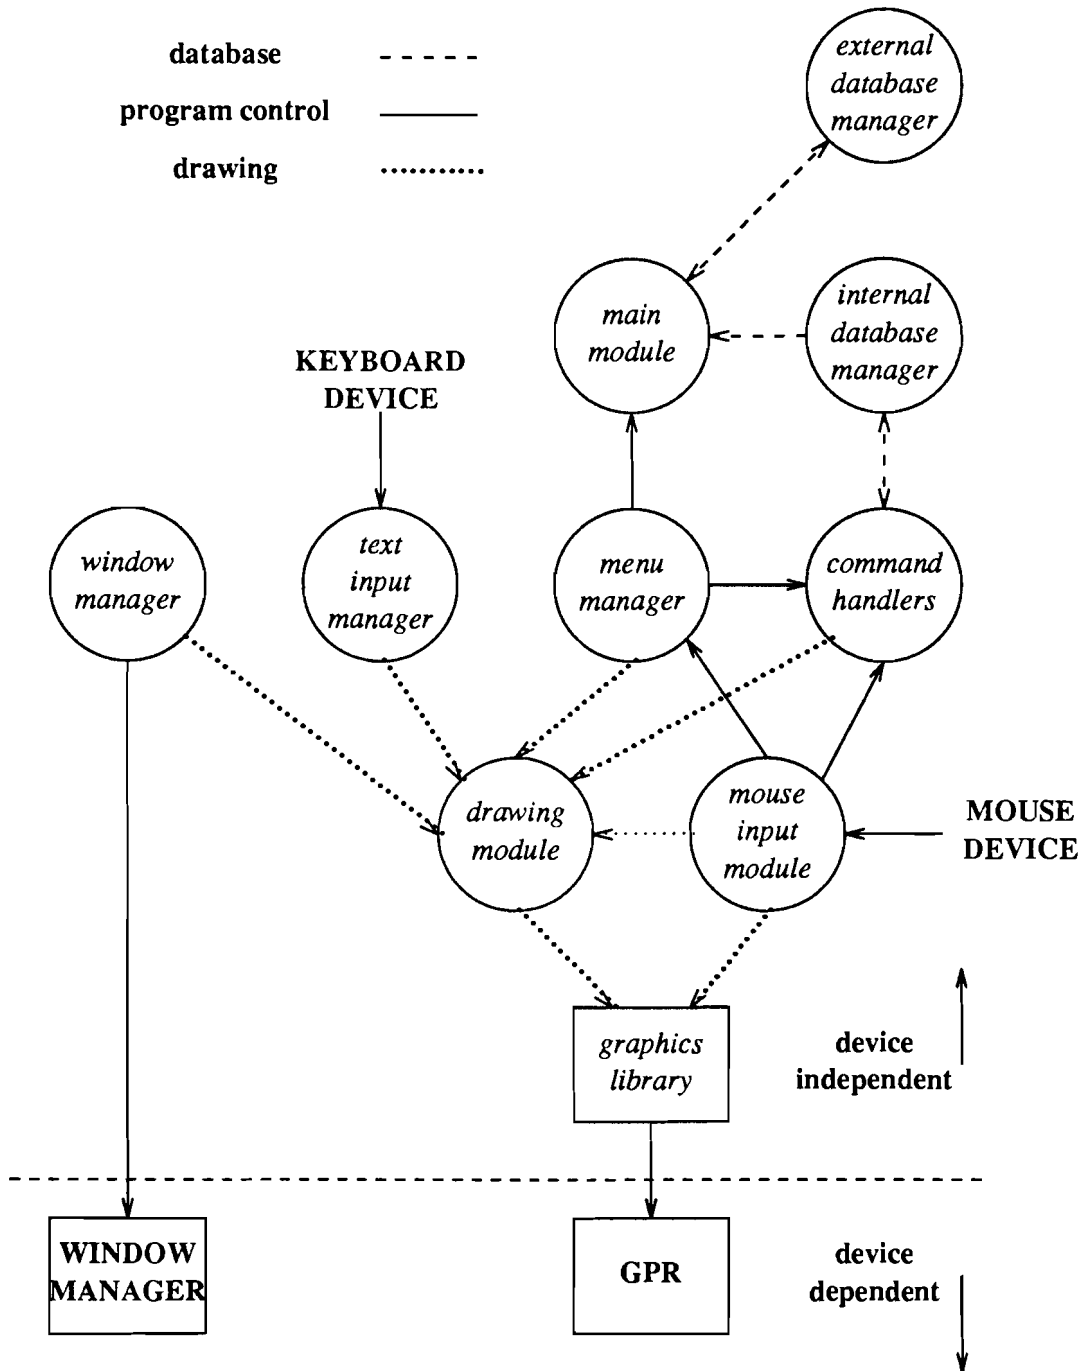 database
program control
drawing
external
database
manager
main
module
internal
database
manager
KEYBOARD
DEVICE
window
manager
text
input
manager
menu
manager
command
handlers
drawing
module
mouse
input
module
MOUSE
DEVICE
graphics
library
device
independent
WINDOW
MANAGER
GPR
device
dependent